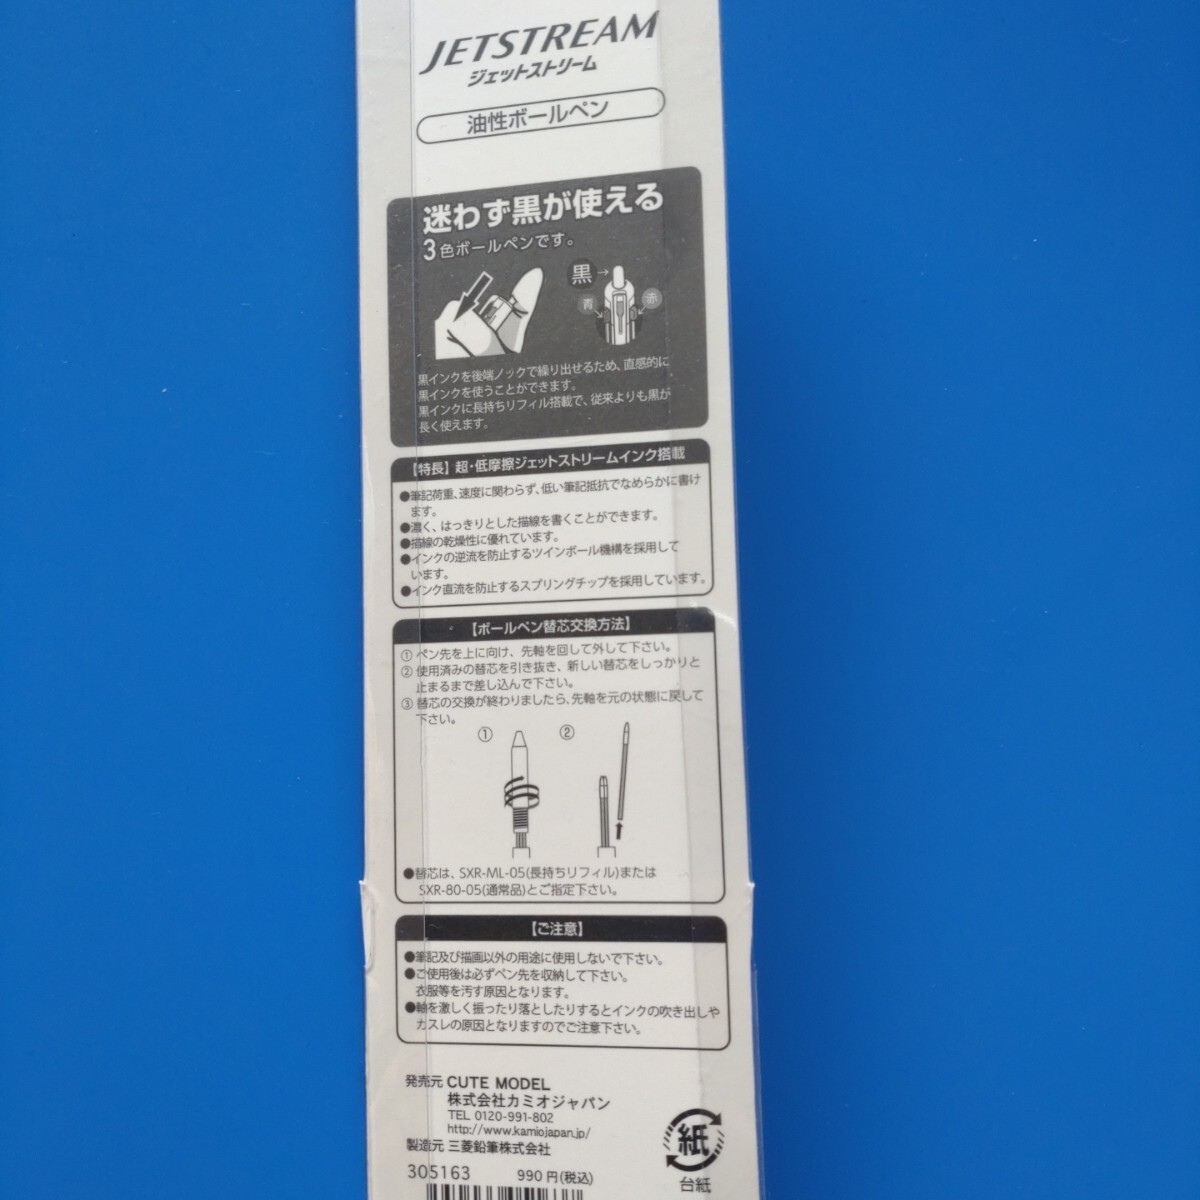 JETSTREAM
ジェットストリーム
油性ボールペン
迷わず黒が使える
3色ボールペンです。
黒→
青 赤
黒インクを後端ノックで繰り出せるため、直感的に
黒インクを使うことができます。
黒インクに長持ちリフィル搭載で、従来よりも黒が
長く使えます。
【特長】超・低摩擦ジェットストリームインク搭載
●筆記荷重、速度に関わらず、低い筆記抵抗でなめらかに書け
ます。
●濃く、はっきりとした描線を書くことができます。
●描線の乾燥性に優れています。
●インクの逆流を防止するツインボール機構を採用して
います。
●インク直流を防止するスプリングチップを採用しています。
【ボールペン替芯交換方法】
① ペン先を上に向け、先軸を回して外して下さい。
② 使用済みの替芯を引き抜き、新しい替芯をしっかりと
止まるまで差し込んで下さい。
③ 替芯の交換が終わりましたら、先軸を元の状態に戻して
下さい。
① ②
●替芯は、SXR-ML-05(長持ちリフィル)または
SXR-80-05(通常品)とご指定下さい。
【ご注意】
●筆記及び描画以外の用途に使用しないで下さい。
●ご使用後は必ずペン先を収納して下さい。
衣服等を汚す原因となります。
●軸を激しく振ったり落としたりするとインクの吹き出しや
カスレの原因となりますのでご注意下さい。
発売元 CUTE MODEL
株式会社カミオジャパン
TEL 0120-991-802
http://www.kamiojapan.jp/
製造元 三菱鉛筆株式会社
305163 990円(税込)
紙
台紙